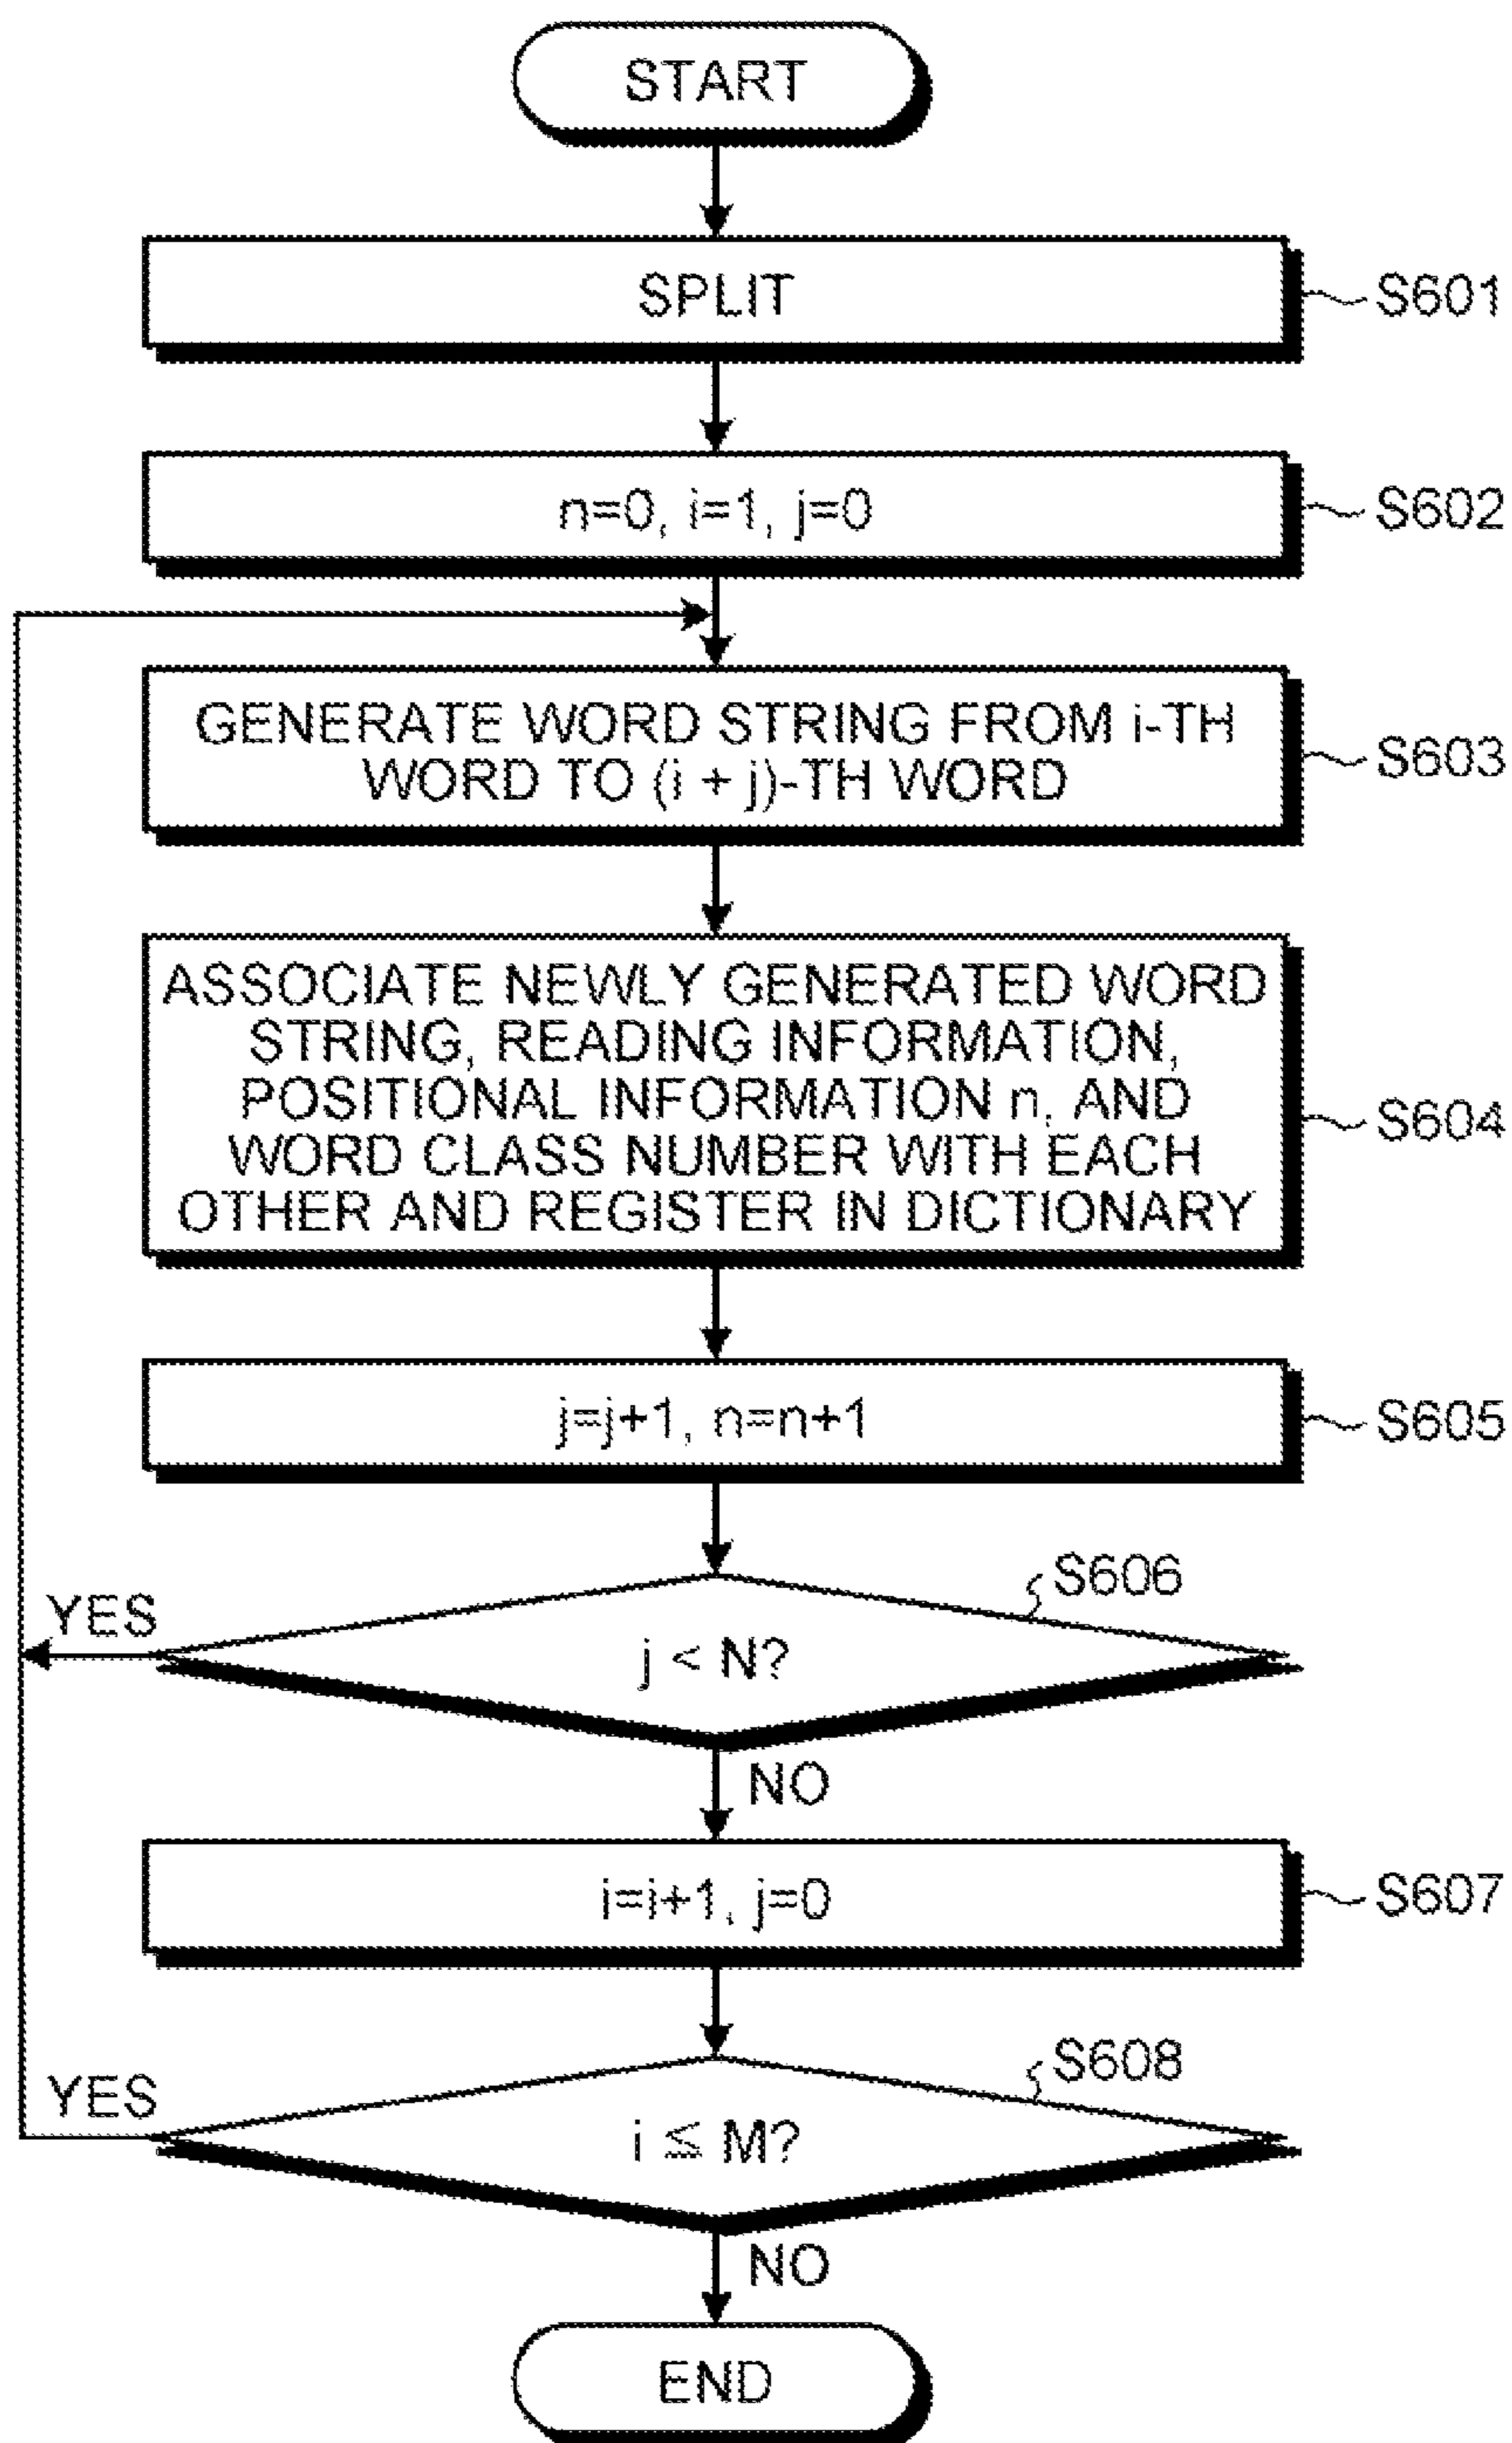 START
SPLIT
S601
n=0, i=1, j=0
S602
GENERATE WORD STRING FROM i-TH
WORD TO (i + j)-TH WORD
S603
ASSOCIATE NEWLY GENERATED WORD
STRING, READING INFORMATION,
POSITIONAL INFORMATION n, AND
WORD CLASS NUMBER WITH EACH
OTHER AND REGISTER IN DICTIONARY
S604
j=j+1, n=n+1
S605
S606
YES
j < N?
NO
i=i+1, j=0
S607
S608
YES
i ≦ M?
NO
END